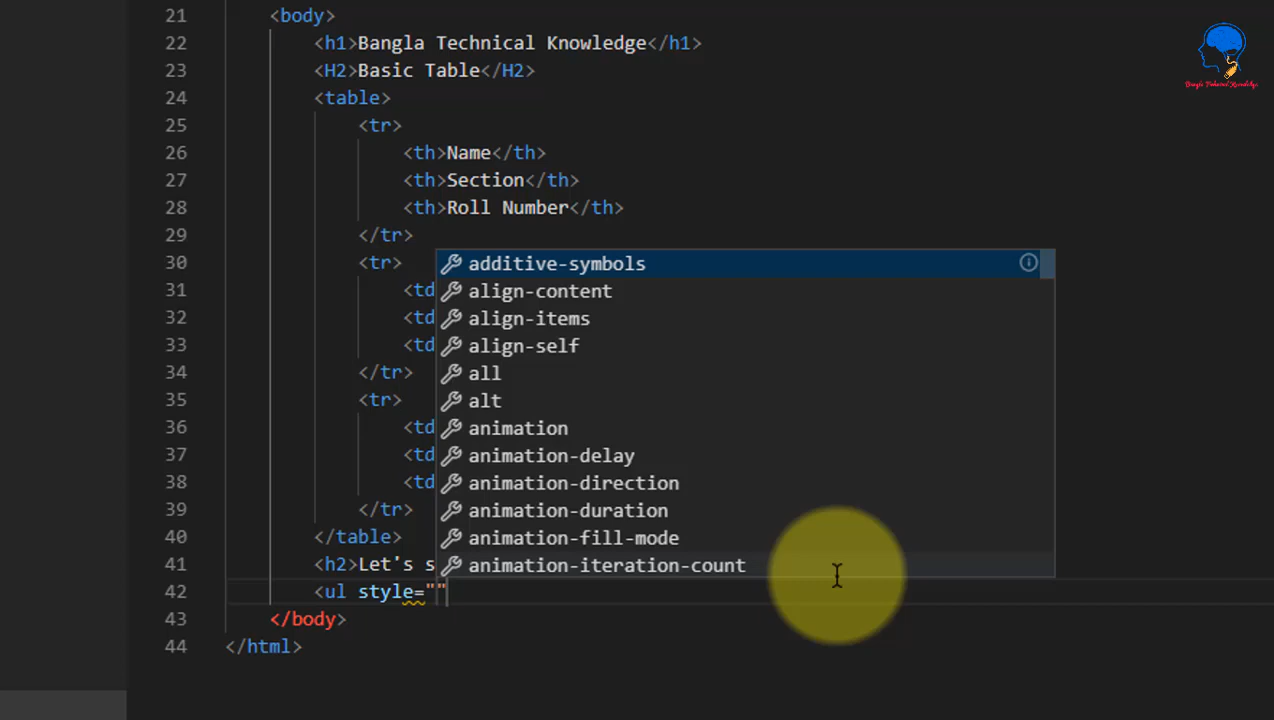 21 <body>
22 <h1>Bangla Technical Knowledge</h1>
23 <H2>Basic Table</H2>
24 <table>
25 <tr>
26 <th>Name</th>
27 <th>Section</th>
28 <th>Roll Number</th>
29 </tr>
30 <tr>
additive-symbols
31 <td
align-content
32 <td
align-items
33 <td
align-self
34 </tr>
all
35 <tr>
alt
36 <td
animation
37 <td
animation-delay
38 <td
animation-direction
39 </tr>
animation-duration
40 </table>
animation-fill-mode
41 <h2>Let's s
animation-iteration-count
42 <ul style=""
43 </body>
44 </html>
Bangla Technical Knowledge